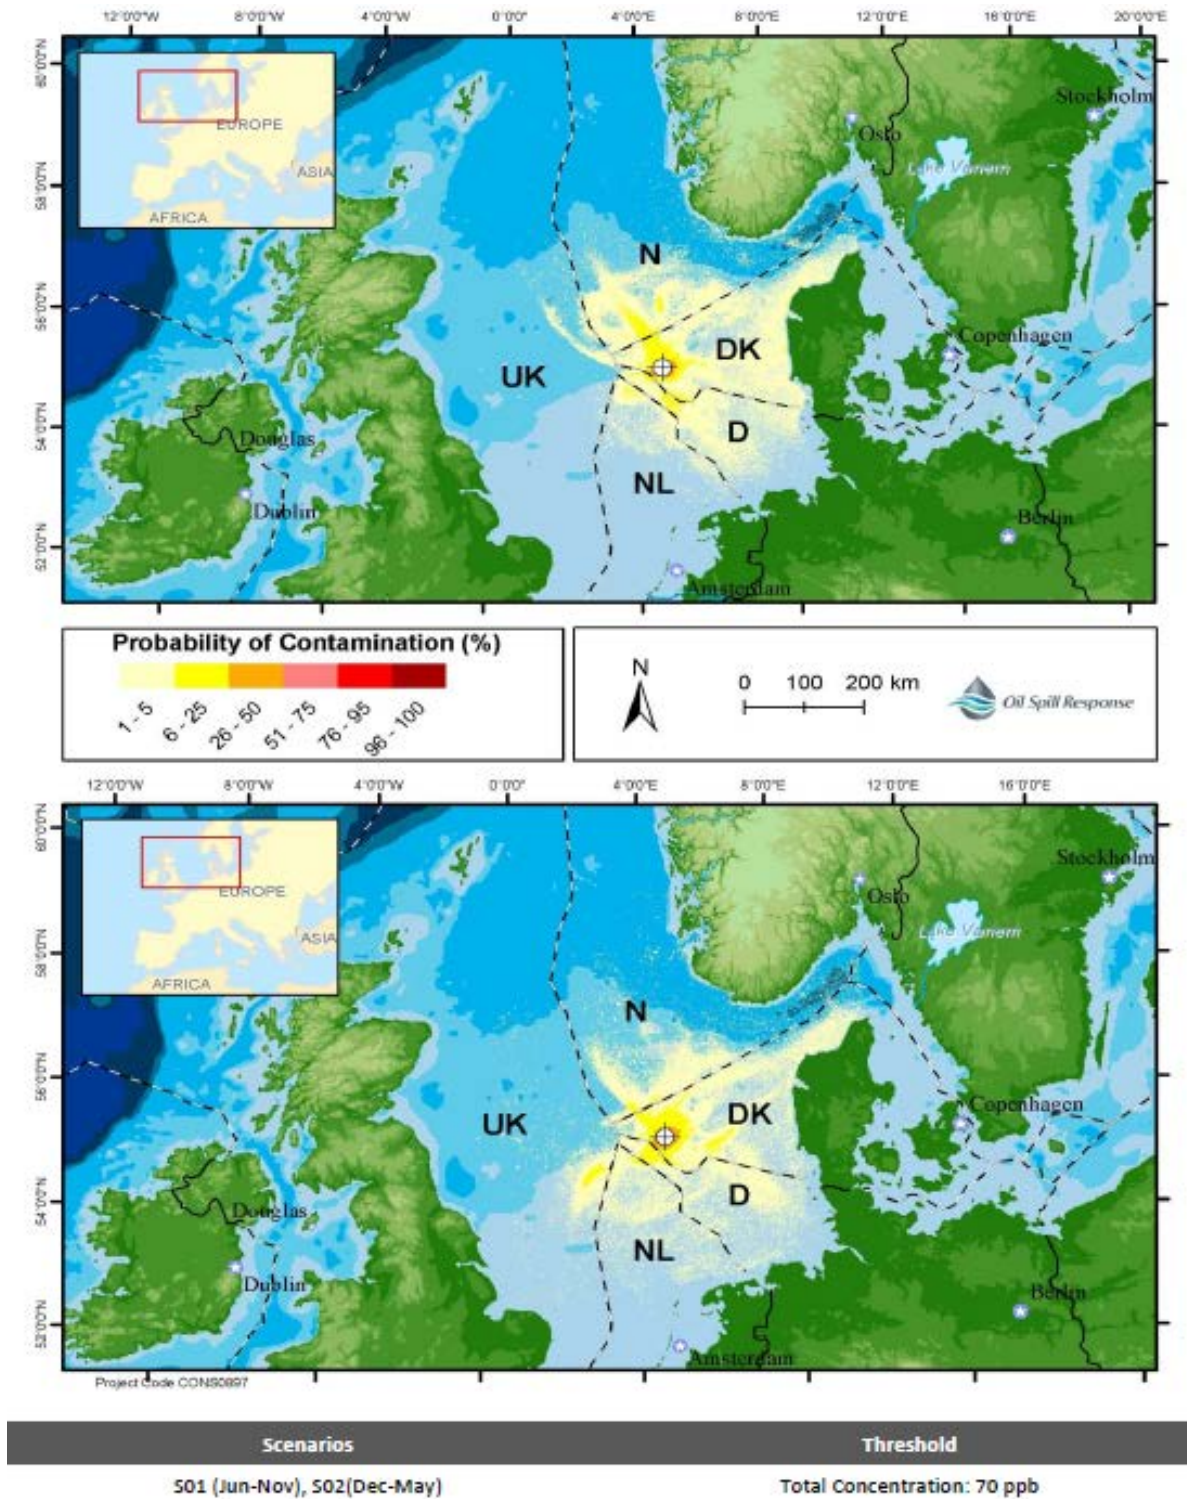 12°0'0"W 8°0'0"W 4°0'0"W 0°0'0" 4°0'0"E 8°0'0"E 12°0'0"E 16°0'0"E 20°0'0"E
60°0'0"N
58°0'0"N
56°0'0"N
54°0'0"N
52°0'0"N
EUROPE
ASIA
AFRICA
Stockholm
Oslo
Lake Vanern
N
Copenhagen
DK
UK
D
Douglas
NL
Dublin
Berlin
Amsterdam
Probability of Contamination (%)
1 - 5
6 - 25
26 - 50
51 - 75
76 - 95
96 - 100
N
0 100 200 km
Oil Spill Response
12°0'0"W 8°0'0"W 4°0'0"W 0°0'0" 4°0'0"E 8°0'0"E 12°0'0"E 16°0'0"E
60°0'0"N
58°0'0"N
56°0'0"N
54°0'0"N
52°0'0"N
EUROPE
ASIA
AFRICA
Stockholm
Oslo
Lake Vanern
N
Copenhagen
DK
UK
D
Douglas
NL
Dublin
Berlin
Amsterdam
Project Code CONS0897
Scenarios Threshold
S01 (Jun-Nov), S02(Dec-May) Total Concentration: 70 ppb